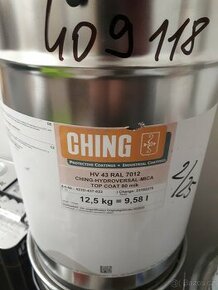 409118
CHING
PROTECTIVE COATINGS • INDUSTRIAL COATINGS
HV 43 RAL 7012
CHING-HYDROVERSAL-MICA
TOP COAT 80 mik
12,5 kg = 9,58 l
2/25